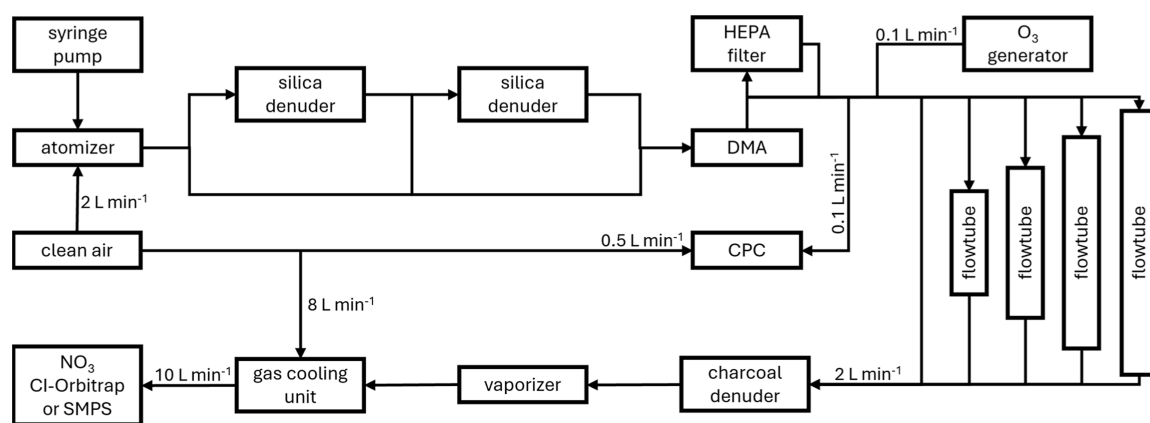 syringe
pump
silica
denuder
silica
denuder
HEPA
filter
0.1 L min⁻¹
O₃
generator
atomizer
DMA
2 L min⁻¹
0.1 L min⁻¹
clean air
0.5 L min⁻¹
CPC
flowtube
flowtube
flowtube
flowtube
8 L min⁻¹
NO₃
CI-Orbitrap
or SMPS
10 L min⁻¹
gas cooling
unit
vaporizer
charcoal
denuder
2 L min⁻¹